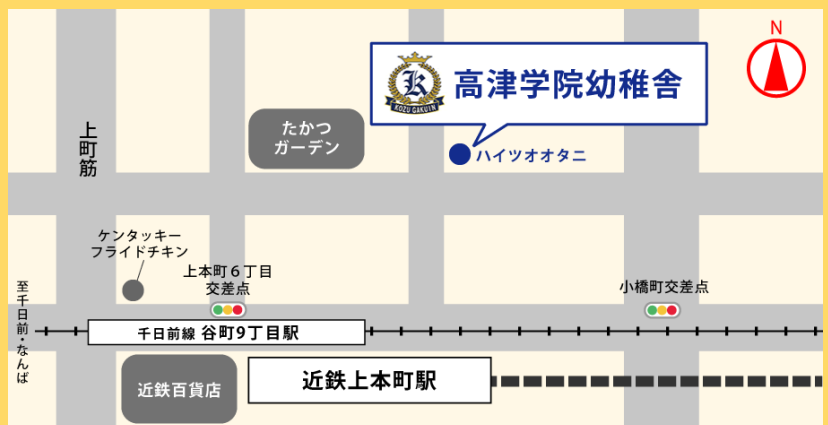 N
K
KOZU GAKUIN
高津学院幼稚舎
たかつ
ガーデン
上町筋
ハイツオオタニ
ケンタッキー
フライドチキン
上本町６丁目
交差点
小橋町交差点
至千日前・なんば
千日前線 谷町9丁目駅
近鉄百貨店
近鉄上本町駅